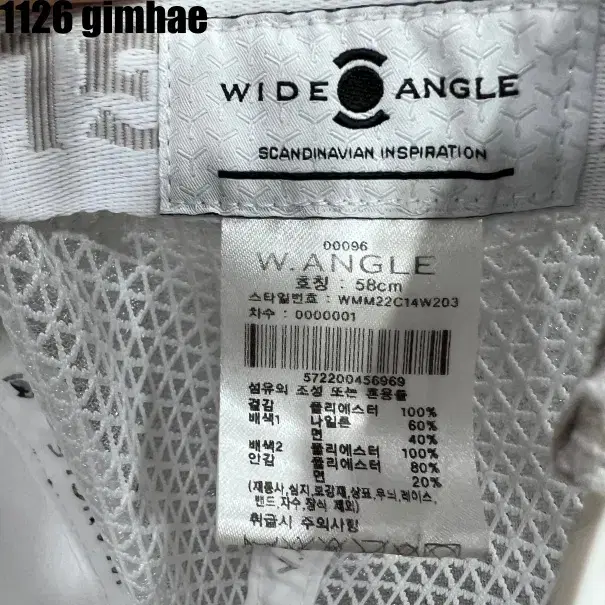 1126 gimhae
WIDE ANGLE
SCANDINAVIAN INSPIRATION
00096
W.ANGLE
호칭 : 58cm
스타일번호 : WMM22C14W203
차수 : 0000001
572200456969
섬유의 조성 또는 혼용률
겉감 폴리에스터 100%
배색1 나일론 60%
면 40%
배색2 폴리에스터 100%
안감 폴리에스터 80%
면 20%
(재봉사,심지,보강재,상표,무늬,레이스,
밴드,자수,장식 제외)
취급시 주의사항